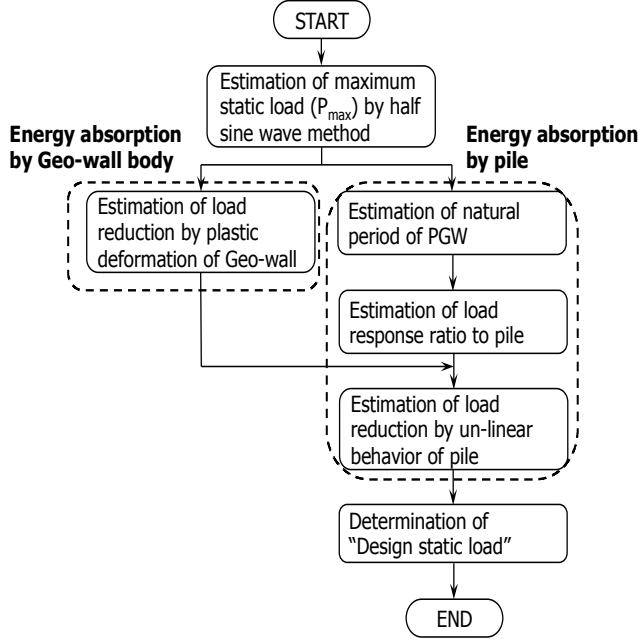 START
Estimation of maximum
static load (Pmax) by half
sine wave method
Energy absorption
by Geo-wall body
Energy absorption
by pile
Estimation of load
reduction by plastic
deformation of Geo-wall
Estimation of natural
period of PGW
Estimation of load
response ratio to pile
Estimation of load
reduction by un-linear
behavior of pile
Determination of
“Design static load”
END